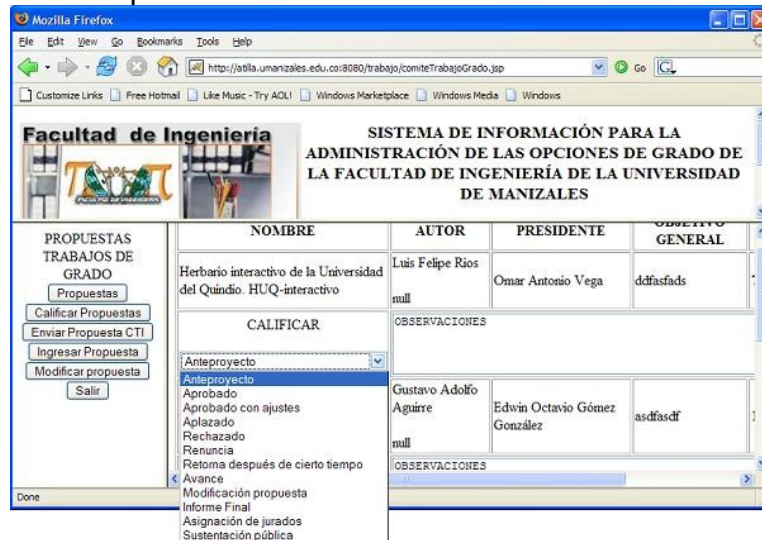 Mozilla Firefox
File Edit View Go Bookmarks Tools Help
http://atila.umanizales.edu.co:8080/trabajo/comiteTrabajoGrado.jsp
Go
Customize Links Free Hotmail Like Music - Try AOL! Windows Marketplace Windows Media Windows
Facultad de Ingeniería
SISTEMA DE INFORMACIÓN PARA LA
ADMINISTRACIÓN DE LAS OPCIONES DE GRADO DE
LA FACULTAD DE INGENIERÍA DE LA UNIVERSIDAD
DE MANIZALES
PROPUESTAS
TRABAJOS DE
GRADO
Propuestas
Calificar Propuestas
Enviar Propuesta CTI
Ingresar Propuesta
Modificar propuesta
Salir
NOMBRE AUTOR PRESIDENTE OBJETIVO
GENERAL
Herbario interactivo de la Universidad
del Quindio. HUQ-interactivo
Luis Felipe Rios
null
Omar Antonio Vega
ddfasfads
CALIFICAR
OBSERVACIONES
Anteproyecto
Anteproyecto
Aprobado
Aprobado con ajustes
Aplazado
Rechazado
Renuncia
Retoma después de cierto tiempo
Avance
Modificación propuesta
Informe Final
Asignación de jurados
Sustentación pública
Gustavo Adolfo
Aguirre
null
Edwin Octavio Gómez
González
asdfasdf
OBSERVACIONES
Done